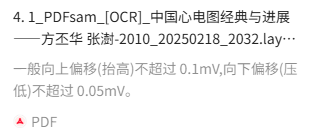 4. 1_PDFsam_[OCR]_中国心电图经典与进展
——方丕华 张澍-2010_20250218_2032.lay…
一般向上偏移(抬高)不超过 0.1mV,向下偏移(压
低)不超过 0.05mV。
PDF